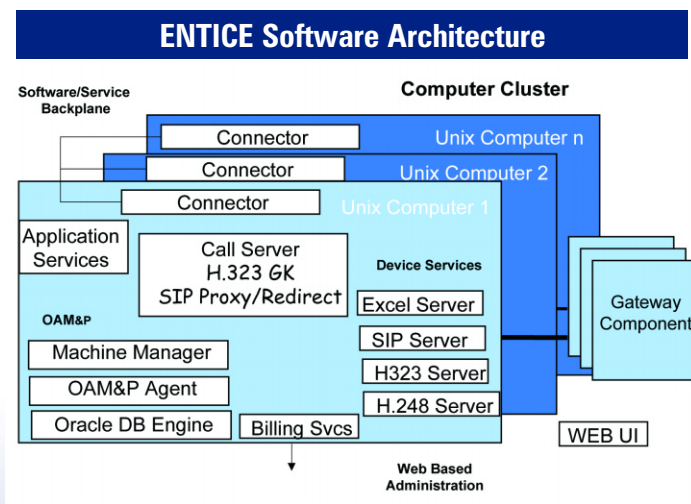 ENTICE Software Architecture
Software/Service
Backplane
Computer Cluster
Connector
Unix Computer n
Connector
Unix Computer 2
Connector
Unix Computer 1
Application
Services
Call Server
H.323 GK
SIP Proxy/Redirect
Device Services
Excel Server
SIP Server
H323 Server
H.248 Server
Gateway
Component
OAM&P
Machine Manager
OAM&P Agent
Oracle DB Engine
Billing Svcs
WEB UI
Web Based
Administration